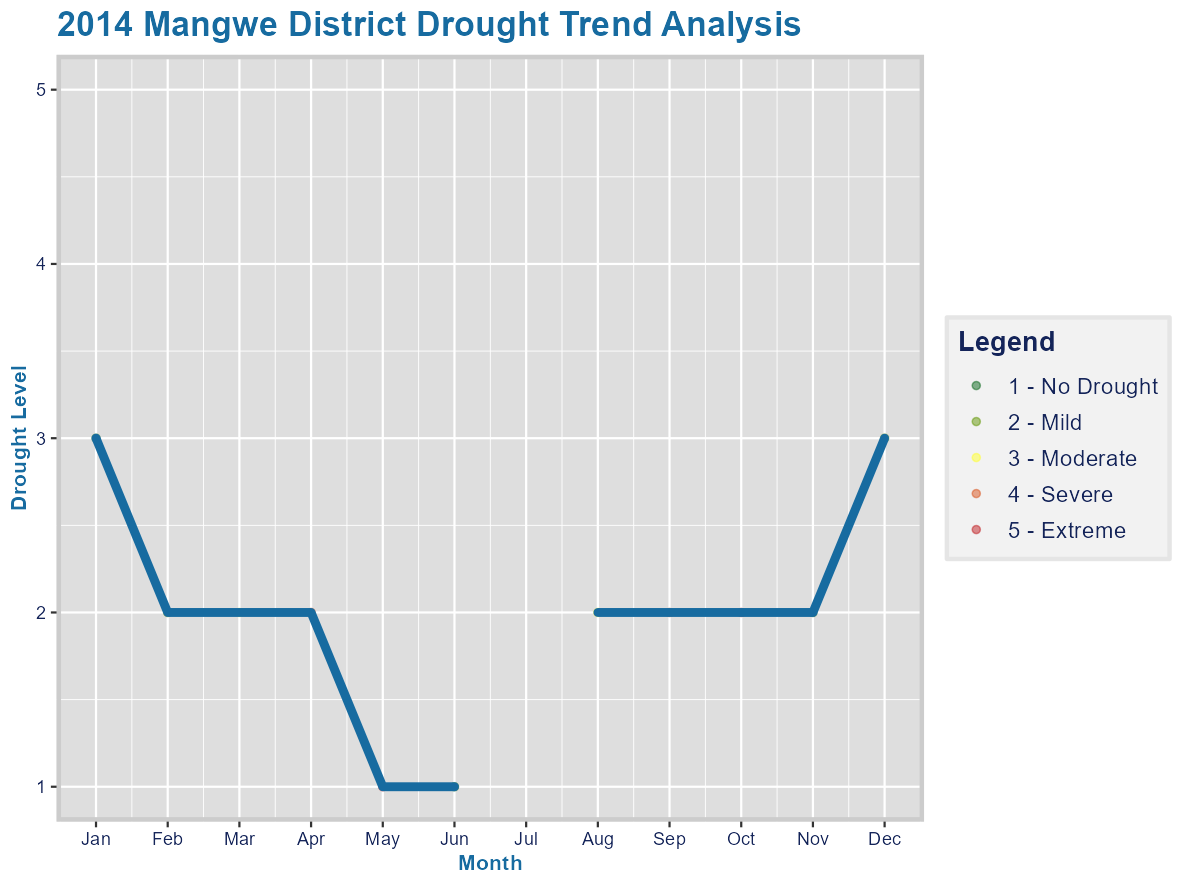 2014 Mangwe District Drought Trend Analysis
5
4
3
2
1
Drought Level
Jan Feb Mar Apr May Jun Jul Aug Sep Oct Nov Dec
Month
Legend
1 - No Drought
2 - Mild
3 - Moderate
4 - Severe
5 - Extreme